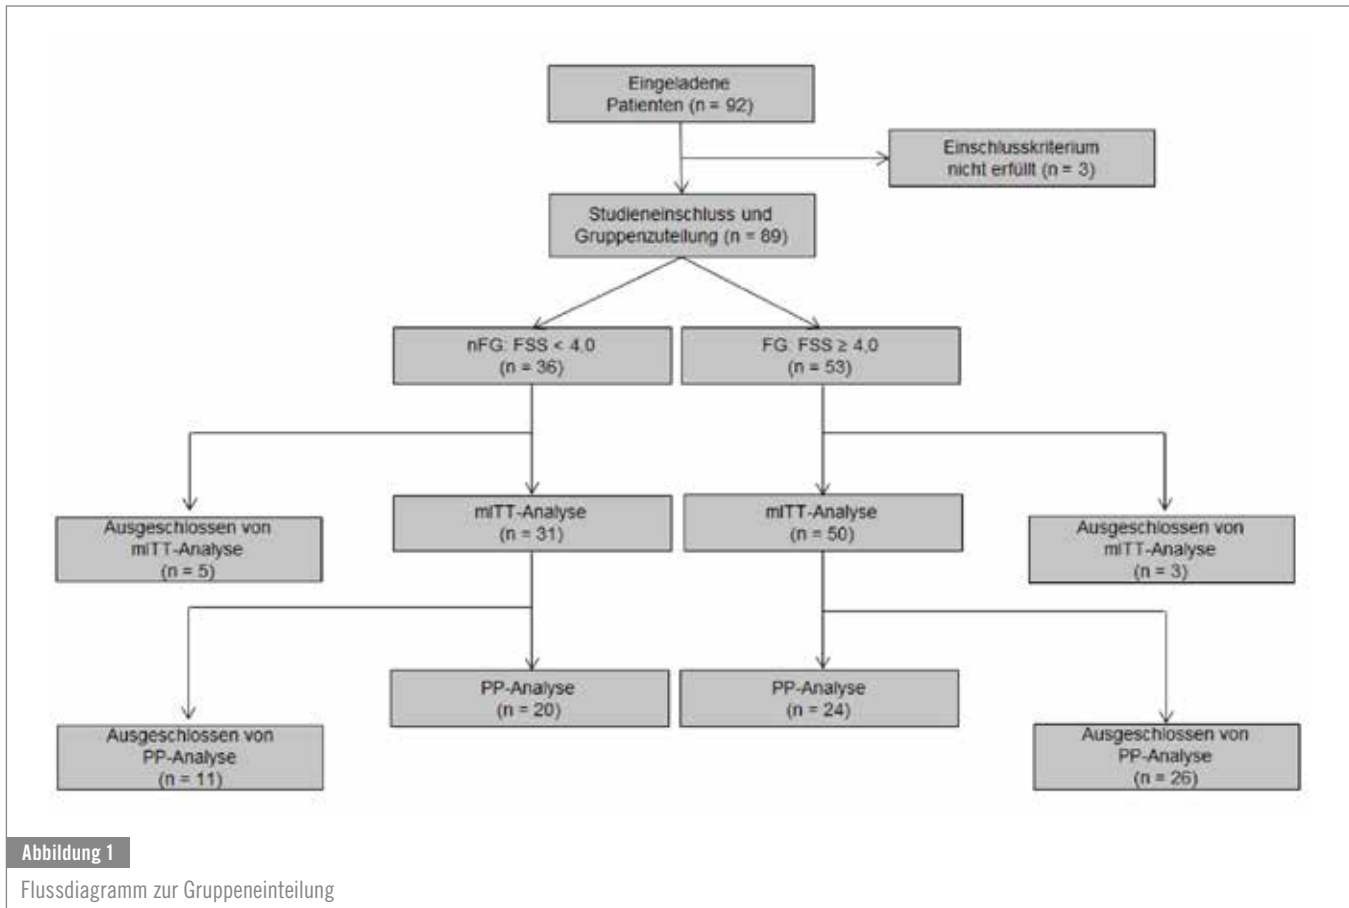 Eingeladene
Patienten (n = 92)
Einschlusskriterium
nicht erfüllt (n = 3)
Studieneinschluss und
Gruppenzuteilung (n = 89)
nFG: FSS < 4,0
(n = 36)
FG: FSS ≥ 4,0
(n = 53)
Ausgeschlossen von
mITT-Analyse
(n = 5)
mITT-Analyse
(n = 31)
mITT-Analyse
(n = 50)
Ausgeschlossen von
mITT-Analyse
(n = 3)
Ausgeschlossen von
PP-Analyse
(n = 11)
PP-Analyse
(n = 20)
PP-Analyse
(n = 24)
Ausgeschlossen von
PP-Analyse
(n = 26)
Abbildung 1
Flussdiagramm zur Gruppeneinteilung